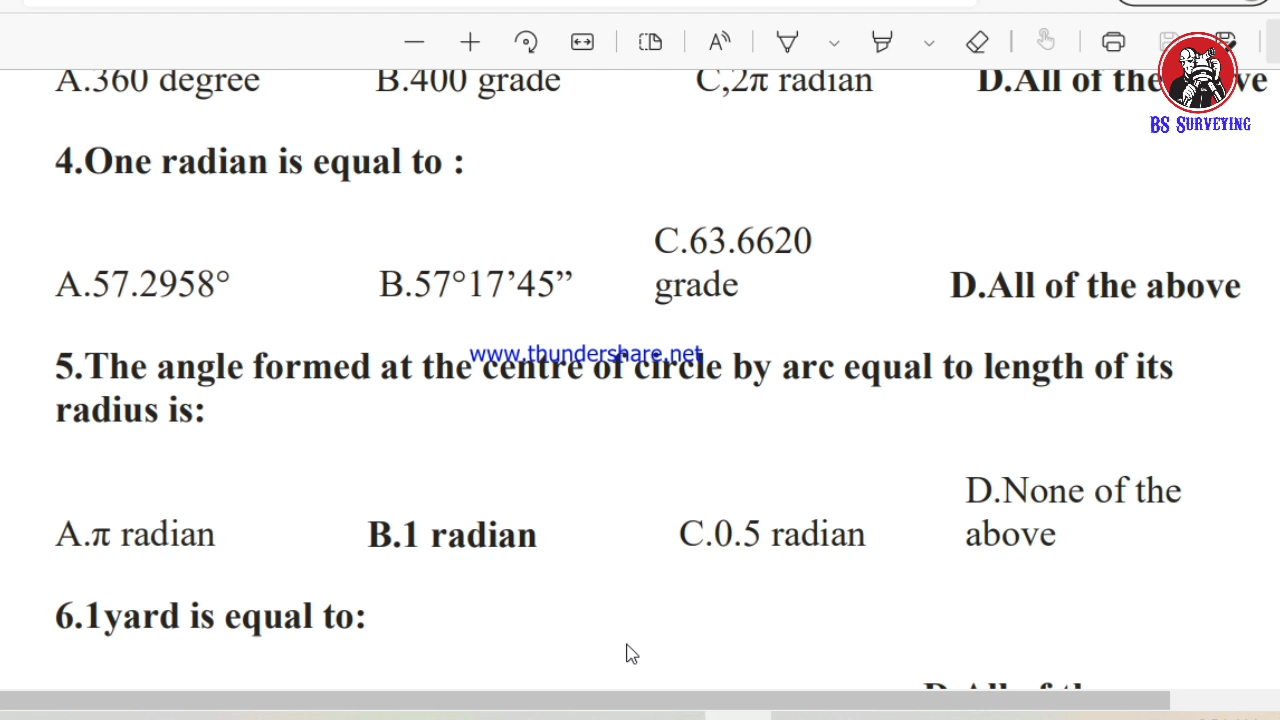 A.360 degree B.400 grade C,2π radian D.All of the above
BS SURVEYING
4.One radian is equal to :
C.63.6620
A.57.2958° B.57°17’45” grade D.All of the above
www.thundershare.net
5.The angle formed at the centre of circle by arc equal to length of its
radius is:
D.None of the
A.π radian B.1 radian C.0.5 radian above
6.1yard is equal to:
D.All of the